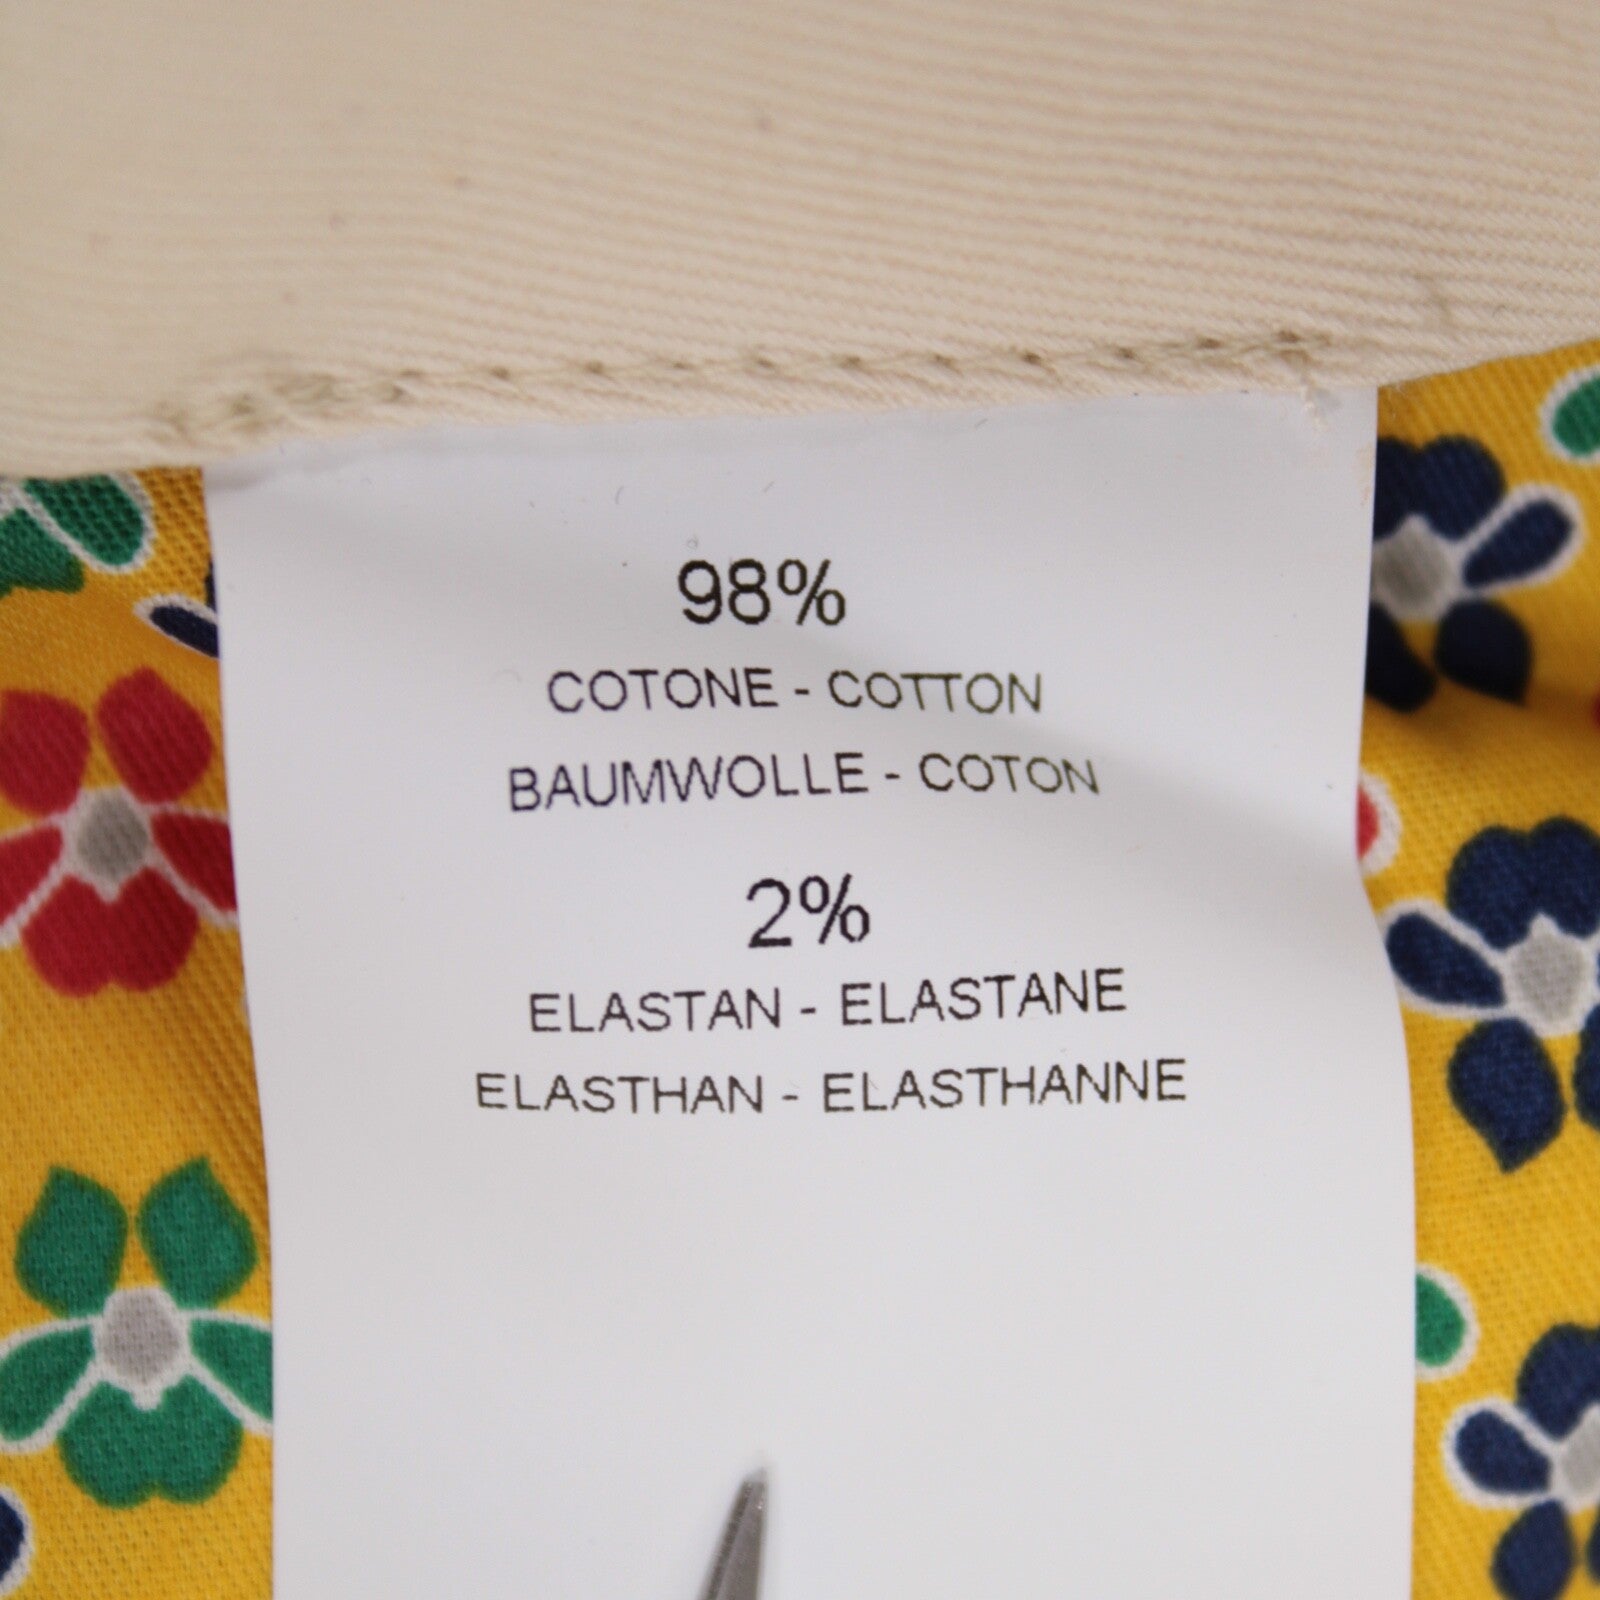 98%
COTONE - COTTON
BAUMWOLLE - COTON
2%
ELASTAN - ELASTANE
ELASTHAN - ELASTHANNE